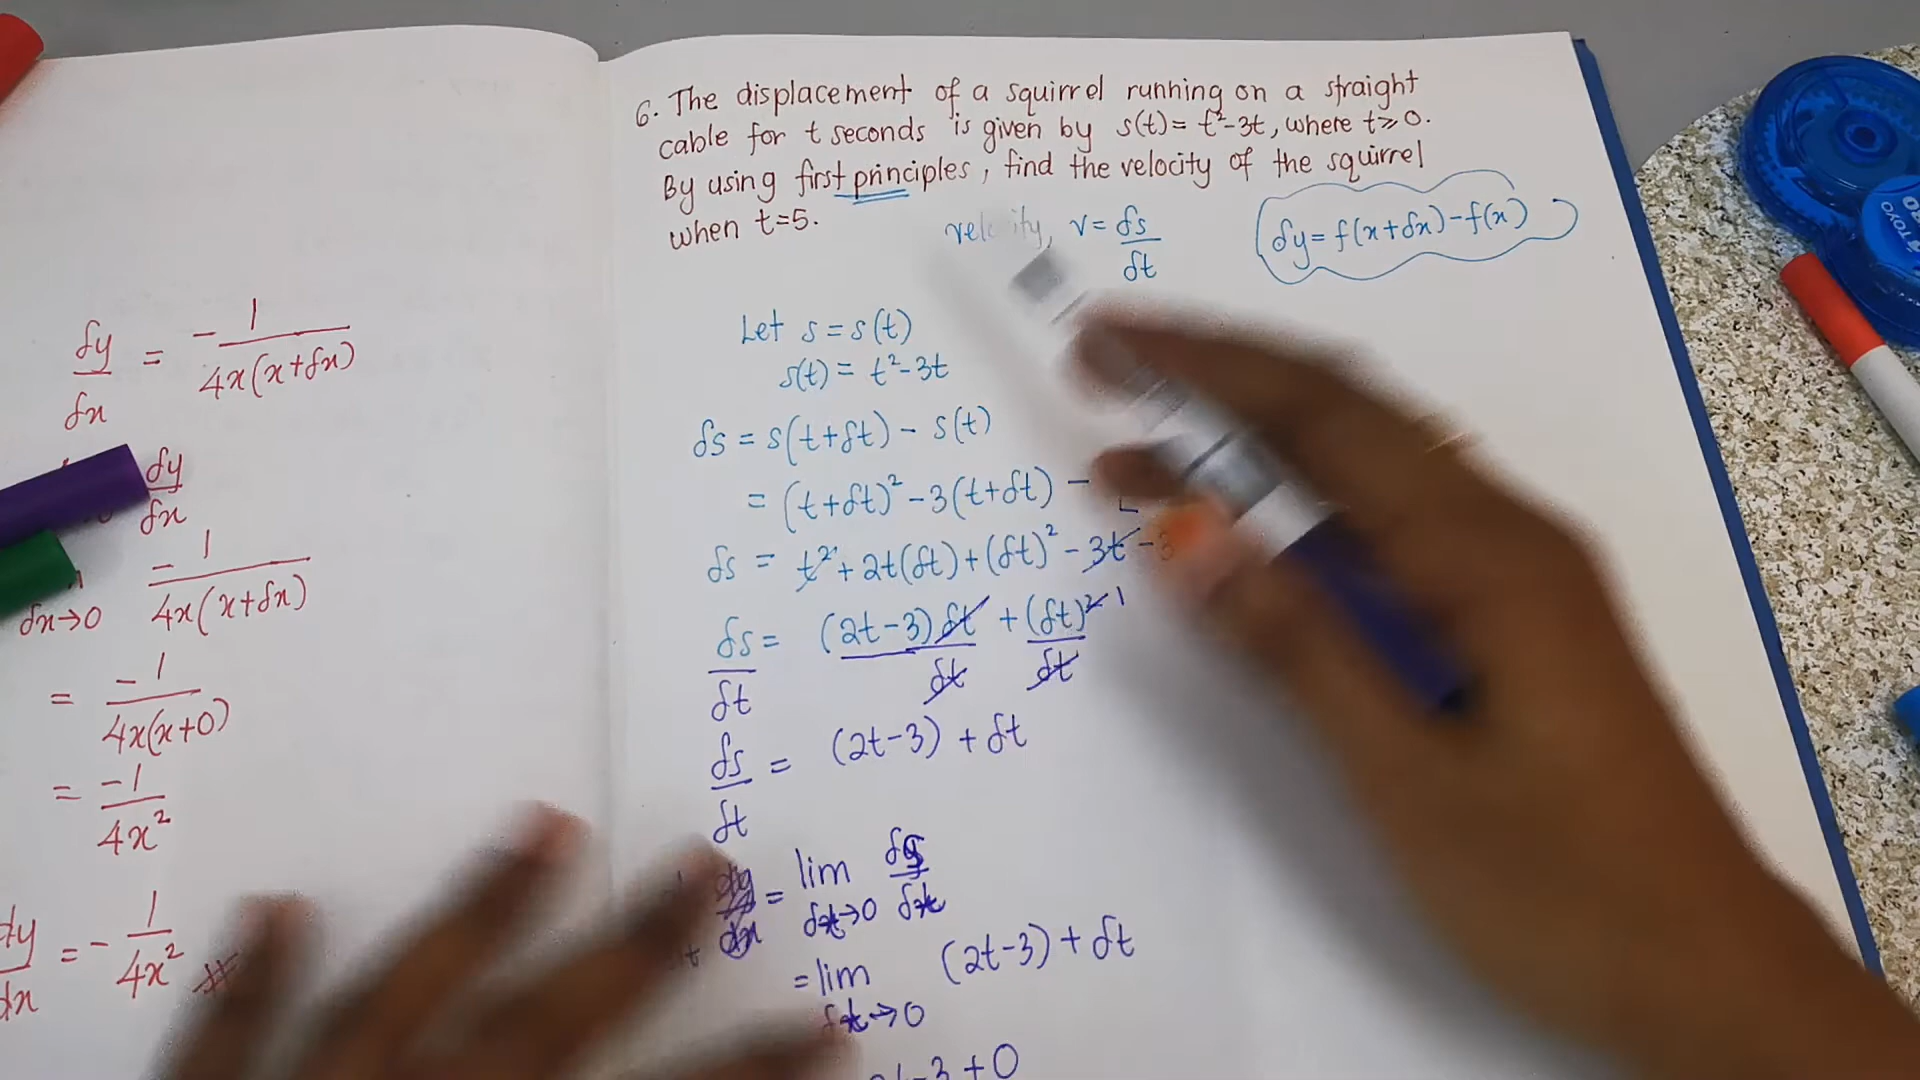 6. The displacement of a squirrel running on a straight
cable for t seconds is given by s(t) = t²-3t, where t ≥ 0.
By using first principles, find the velocity of the squirrel
when t=5.
velocity, v = δs/δt
δy = f(x+δx) - f(x)
Let s = s(t)
s(t) = t²-3t
δs = s(t+δt) - s(t)
= (t+δt)² - 3(t+δt) -
δs = t² + 2t(δt) + (δt)² - 3t - 3
δs/δt = (2t-3)δt/δt + (δt)²/δt 1
δs/δt = (2t-3) + δt
= lim δt→0 δs/δt
= lim δt→0 (2t-3) + δt
-3+0
δy/δx = -1/4x(x+δx)
δy/δx
δx→0 -1/4x(x+δx)
= -1/4x(x+0)
= -1/4x²
dy/dx = -1/4x²
TOYO